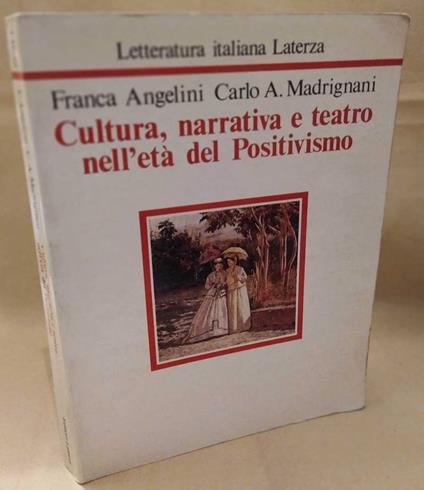 Letteratura italiana Laterza
Franca Angelini Carlo A. Madrignani
Cultura, narrativa e teatro
nell'età del Positivismo